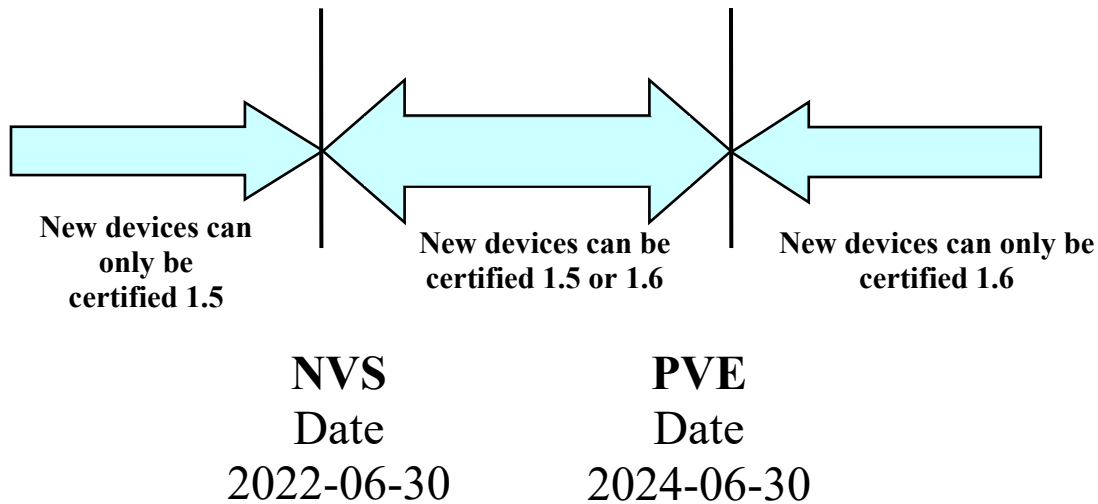 New devices can
only be
certified 1.5
New devices can be
certified 1.5 or 1.6
New devices can only be
certified 1.6
NVS
Date
2022-06-30
PVE
Date
2024-06-30